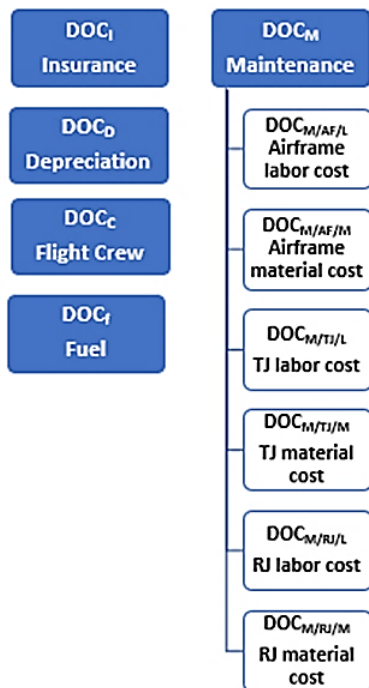 DOC_I
Insurance
DOC_D
Depreciation
DOC_C
Flight Crew
DOC_f
Fuel
DOC_M
Maintenance
DOC_M/AF/L
Airframe
labor cost
DOC_M/AF/M
Airframe
material cost
DOC_M/TJ/L
TJ labor cost
DOC_M/TJ/M
TJ material
cost
DOC_M/RJ/L
RJ labor cost
DOC_M/RJ/M
RJ material
cost